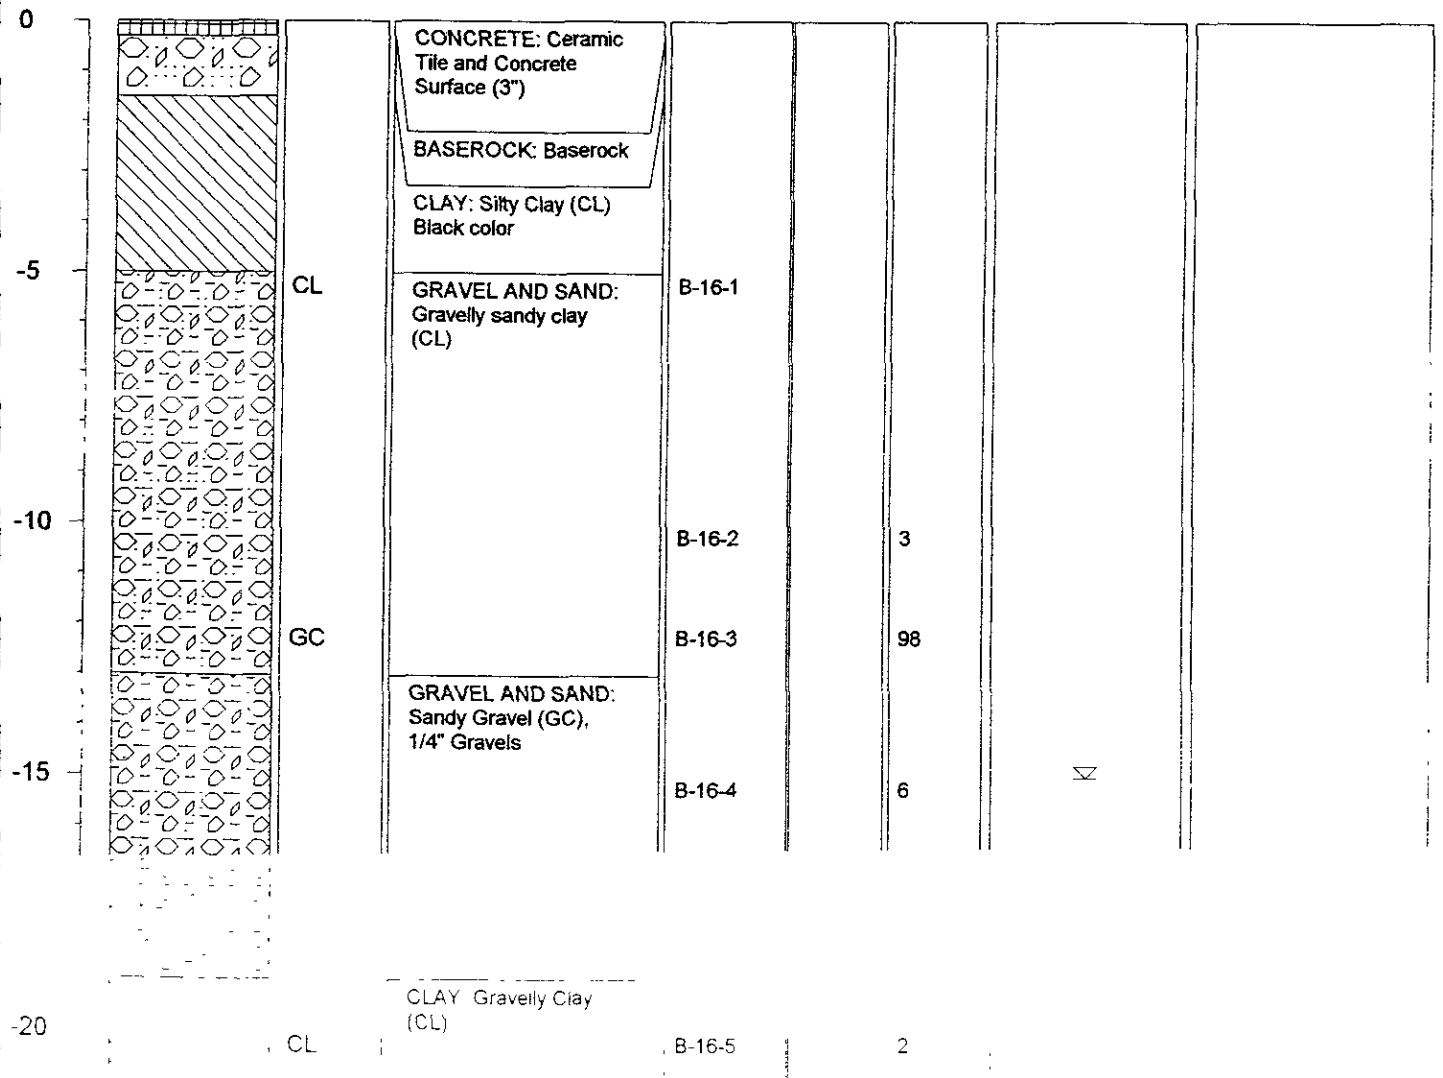 0
CONCRETE: Ceramic
Tile and Concrete
Surface (3")
BASEROCK: Baserock
CLAY: Silty Clay (CL)
Black color
-5
CL
GRAVEL AND SAND:
Gravelly sandy clay
(CL)
B-16-1
-10
B-16-2
3
GC
B-16-3
98
GRAVEL AND SAND:
Sandy Gravel (GC),
1/4" Gravels
-15
B-16-4
6
CLAY Gravelly Clay
(CL)
-20
CL
B-16-5
2